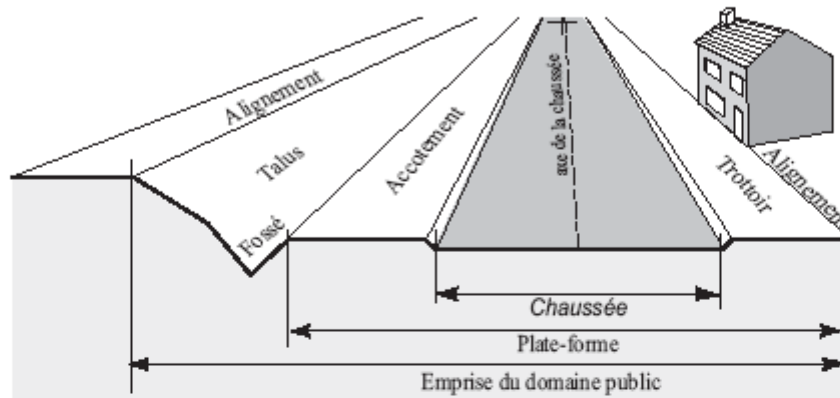 Alignement
Talus
Fossé
Accotement
axe de la chaussée
Trottoir
Alignement
Chaussée
Plate-forme
Emprise du domaine public